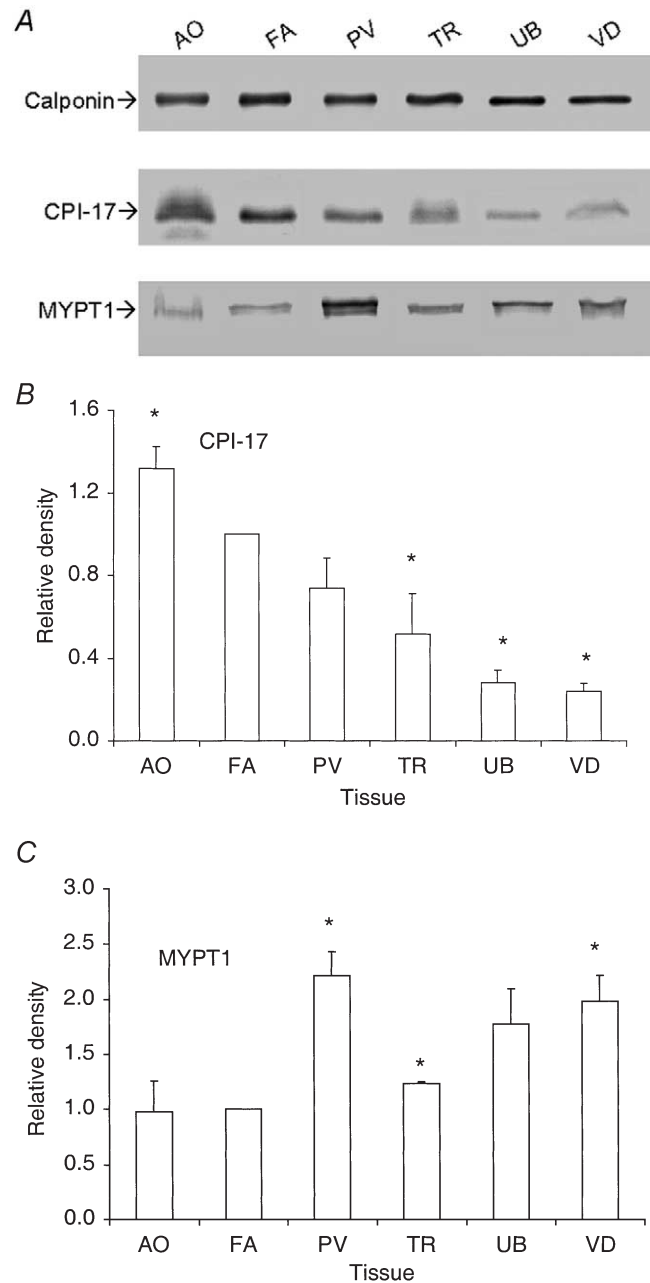 A
AO FA PV TR UB VD
Calponin→
CPI-17→
MYPT1→
B
1.6
*
CPI-17
1.2
Relative density
0.8
*
*
*
0.4
0.0
AO FA PV TR UB VD
Tissue
C
3.0
MYPT1
*
*
2.5
Relative density
2.0
1.5
*
1.0
0.5
0.0
AO FA PV TR UB VD
Tissue